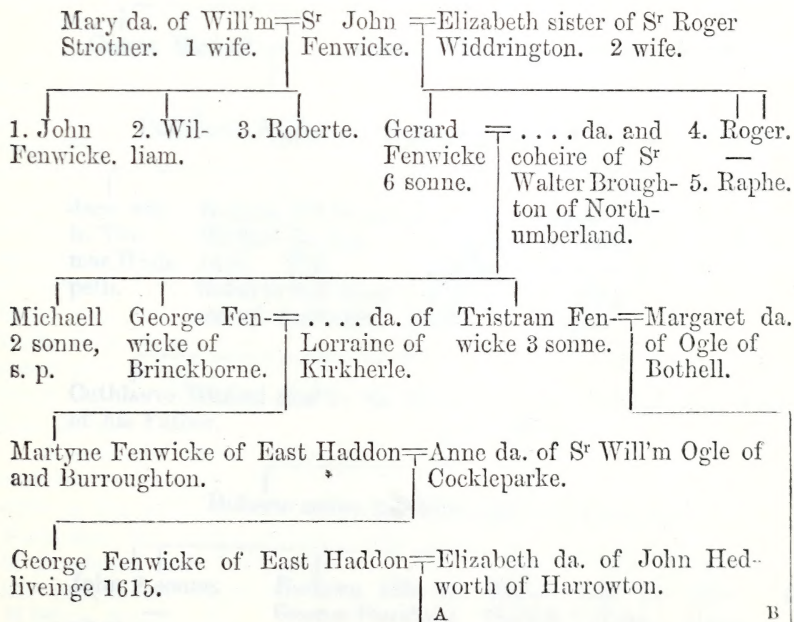 Mary da. of Will'm Sʳ John Elizabeth sister of Sʳ Roger
Strother. 1 wife. Fenwicke. Widdrington. 2 wife.
1. John 2. Wil- 3. Roberte. Gerard .... da. and 4. Roger.
Fenwicke. liam. Fenwicke coheire of Sʳ —
6 sonne. Walter Brough- 5. Raphe.
ton of North-
umberland.
Michaell George Fen- .... da. of Tristram Fen- Margaret da.
2 sonne, wicke of Lorraine of wicke 3 sonne. of Ogle of
s. p. Brinckborne. Kirkherle. Bothell.
Martyne Fenwicke of East Haddon Anne da. of Sʳ Will'm Ogle of
and Burroughton. Cockleparke.
George Fenwicke of East Haddon Elizabeth da. of John Hed-
liveinge 1615. worth of Harrowton.
A B